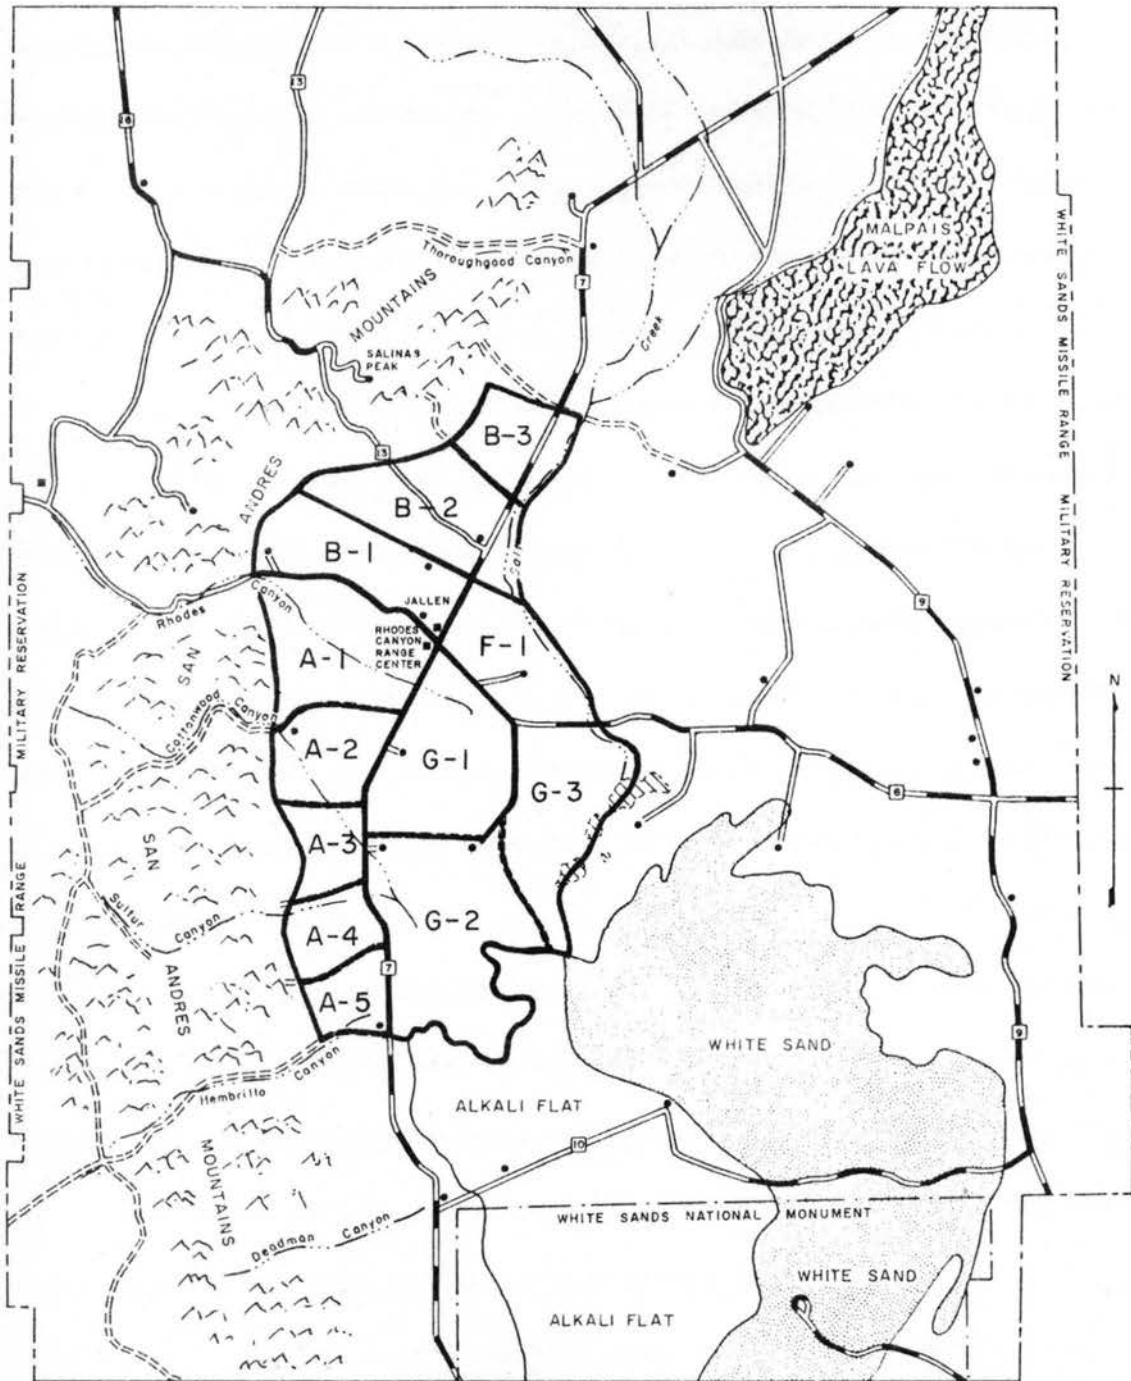 13
18
MALPAIS
LAVA FLOW
Thoroughgood Canyon
7
MOUNTAINS
Creek
SALINAS
PEAK
WHITE SANDS MISSILE RANGE MILITARY RESERVATION
B-3
13
ANDRES
B-2
B-1
Salt
Canyon
Rhodes
JALLEN
RHODES
CANYON
RANGE
CENTER
F-1
9
A-1
SAN
N
Cottonwood Canyon
A-2
G-1
G-3
6
A-3
SAN
Sulfur Canyon
G-2
A-4
ANDRES
7
A-5
WHITE SANDS MISSILE RANGE MILITARY RESERVATION
WHITE SAND
9
Hembrillo Canyon
ALKALI FLAT
10
MOUNTAINS
Deadman Canyon
WHITE SANDS NATIONAL MONUMENT
WHITE SAND
ALKALI FLAT